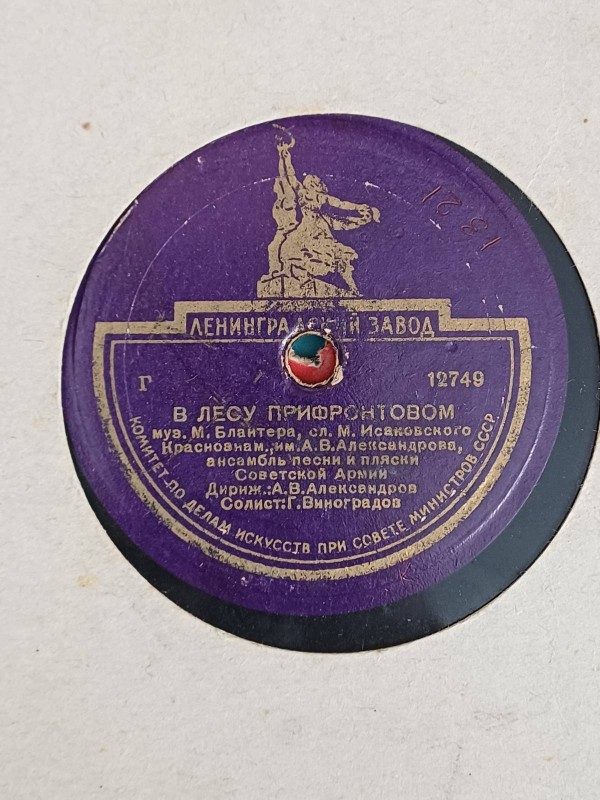 1321
ЛЕНИНГРАДСКИЙ ЗАВОД
Г 12749
В ЛЕСУ ПРИФРОНТОВОМ
муз. М. Блантера, сл. М. Исаковского
Краснознам. им. А.В.Александрова,
ансамбль песни и пляски
Советской Армии
Дириж.: А.В.Александров
Солист: Г. Виноградов
КОМИТЕТ-ПО ДЕЛАМ ИСКУССТВ ПРИ СОВЕТЕ МИНИСТРОВ СССР.